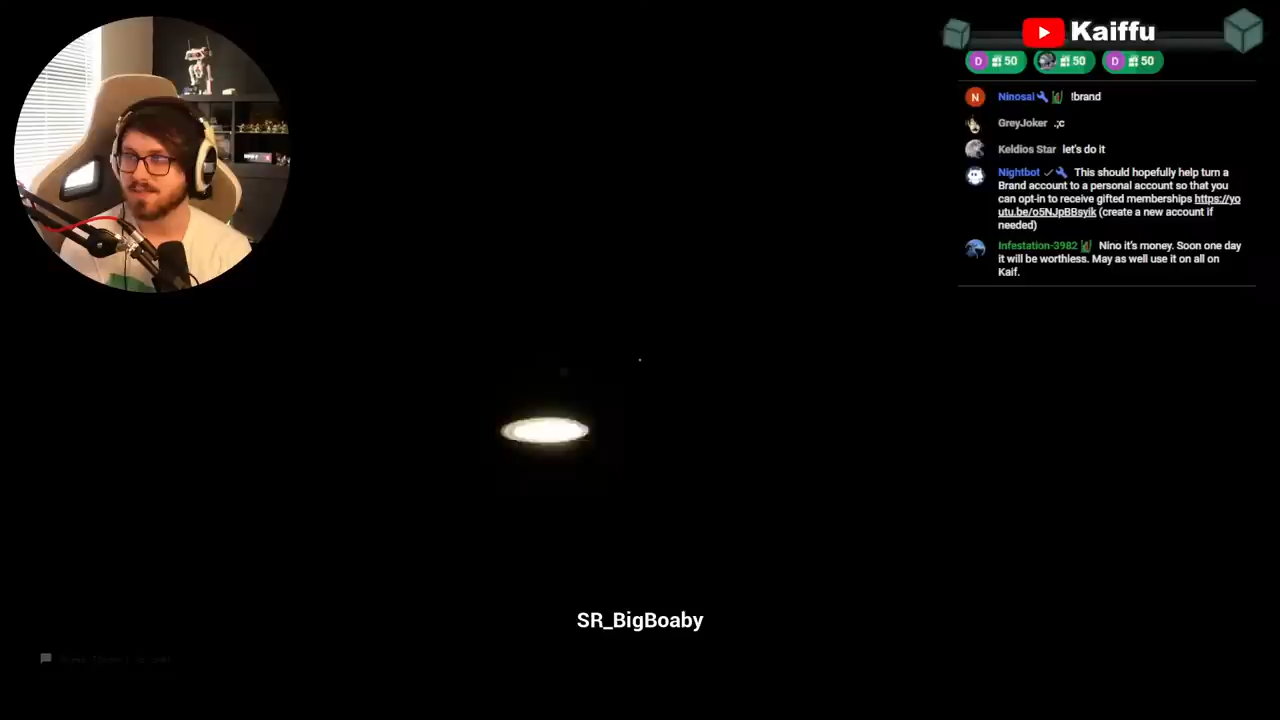 Kaiffu
D 50
50
D 50
N Ninosai !brand
GreyJoker .;c
Keldios Star let's do it
Nightbot This should hopefully help turn a
Brand account to a personal account so that you
can opt-in to receive gifted memberships https://yo
utu.be/o5NJpBBsyik (create a new account if
needed)
Infestation-3982 Nino it's money. Soon one day
it will be worthless. May as well use it on all on
Kaif.
SR_BigBoaby